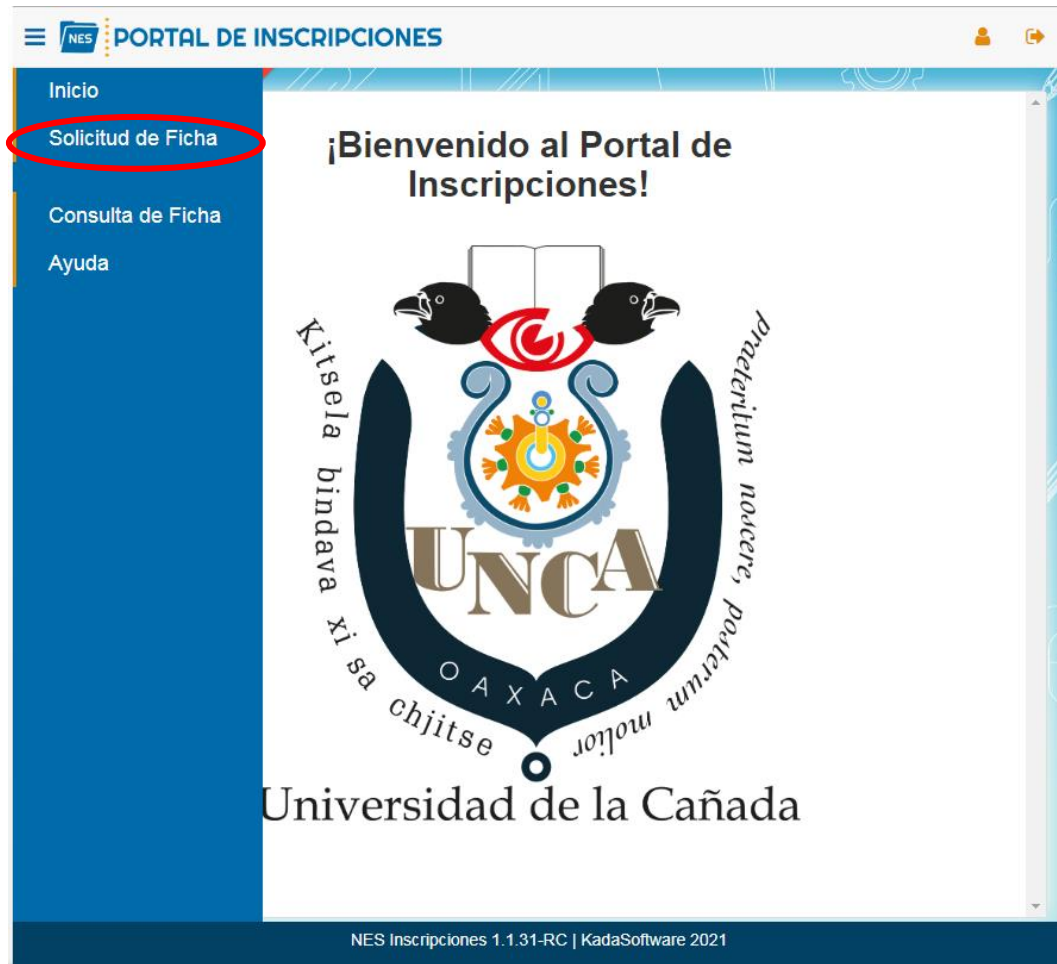 NES PORTAL DE INSCRIPCIONES
Inicio
Solicitud de Ficha
Consulta de Ficha
Ayuda
¡Bienvenido al Portal de
Inscripciones!
Kitsela bindava xi sa chjitse
praeteritum noscere, posterum molior
UNCA
OAXACA
Universidad de la Cañada
NES Inscripciones 1.1.31-RC | KadaSoftware 2021